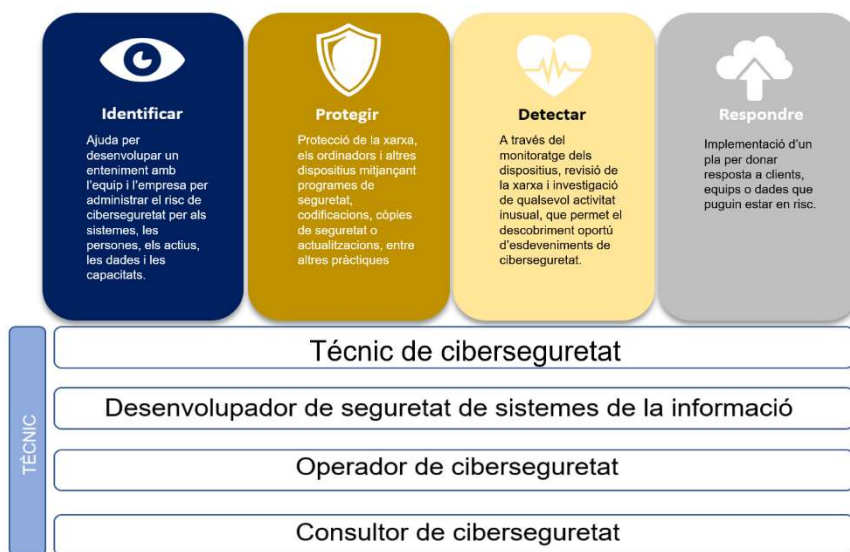 Identificar
Ajuda per
desenvolupar un
enteniment amb
l'equip i l'empresa per
administrar el risc de
ciberseguretat per als
sistemes, les
persones, els actius,
les dades i les
capacitats.
Protegir
Protecció de la xarxa,
els ordinadors i altres
dispositius mitjançant
programes de
seguretat,
codificacions, còpies
de seguretat o
actualitzacions, entre
altres pràctiques
Detectar
A través del
monitoratge dels
dispositius, revisió de
la xarxa i investigació
de qualsevol activitat
inusual, que permet el
descobriment oportú
d'esdeveniments de
ciberseguretat.
Respondre
Implementació d'un
pla per donar
resposta a clients,
equips o dades que
puguin estar en risc.
TÈCNIC
Técnic de ciberseguretat
Desenvolupador de seguretat de sistemes de la informació
Operador de ciberseguretat
Consultor de ciberseguretat